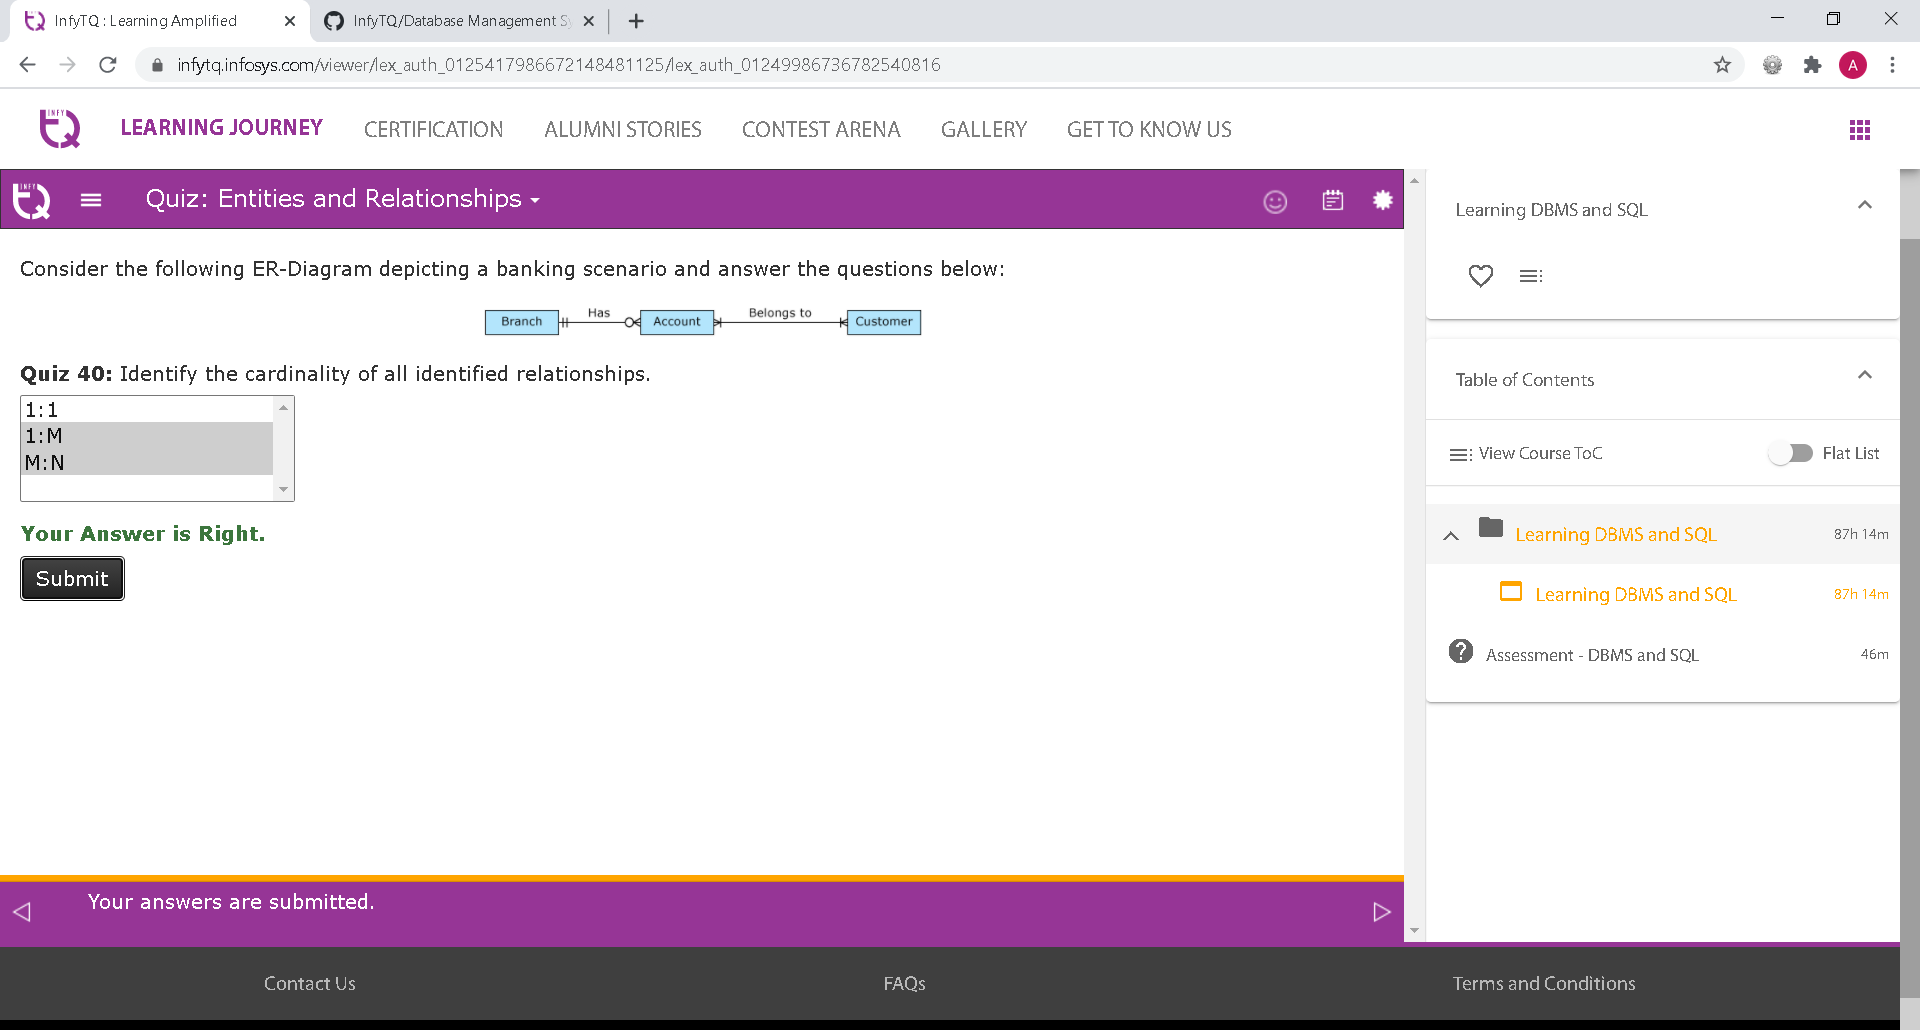 InfyTQ : Learning Amplified
InfyTQ/Database Management
infytq.infosys.com/viewer/lex_auth_0125417986672148481125/lex_auth_01249986736782540816
A
INFY TQ
LEARNING JOURNEY
CERTIFICATION
ALUMNI STORIES
CONTEST ARENA
GALLERY
GET TO KNOW US
INFY TQ
Quiz: Entities and Relationships
Consider the following ER-Diagram depicting a banking scenario and answer the questions below:
Branch
Has
Account
Belongs to
Customer
Quiz 40: Identify the cardinality of all identified relationships.
1:1
1:M
M:N
Your Answer is Right.
Submit
Your answers are submitted.
Learning DBMS and SQL
Table of Contents
View Course ToC
Flat List
Learning DBMS and SQL
87h 14m
Learning DBMS and SQL
87h 14m
Assessment - DBMS and SQL
46m
Contact Us
FAQs
Terms and Conditions